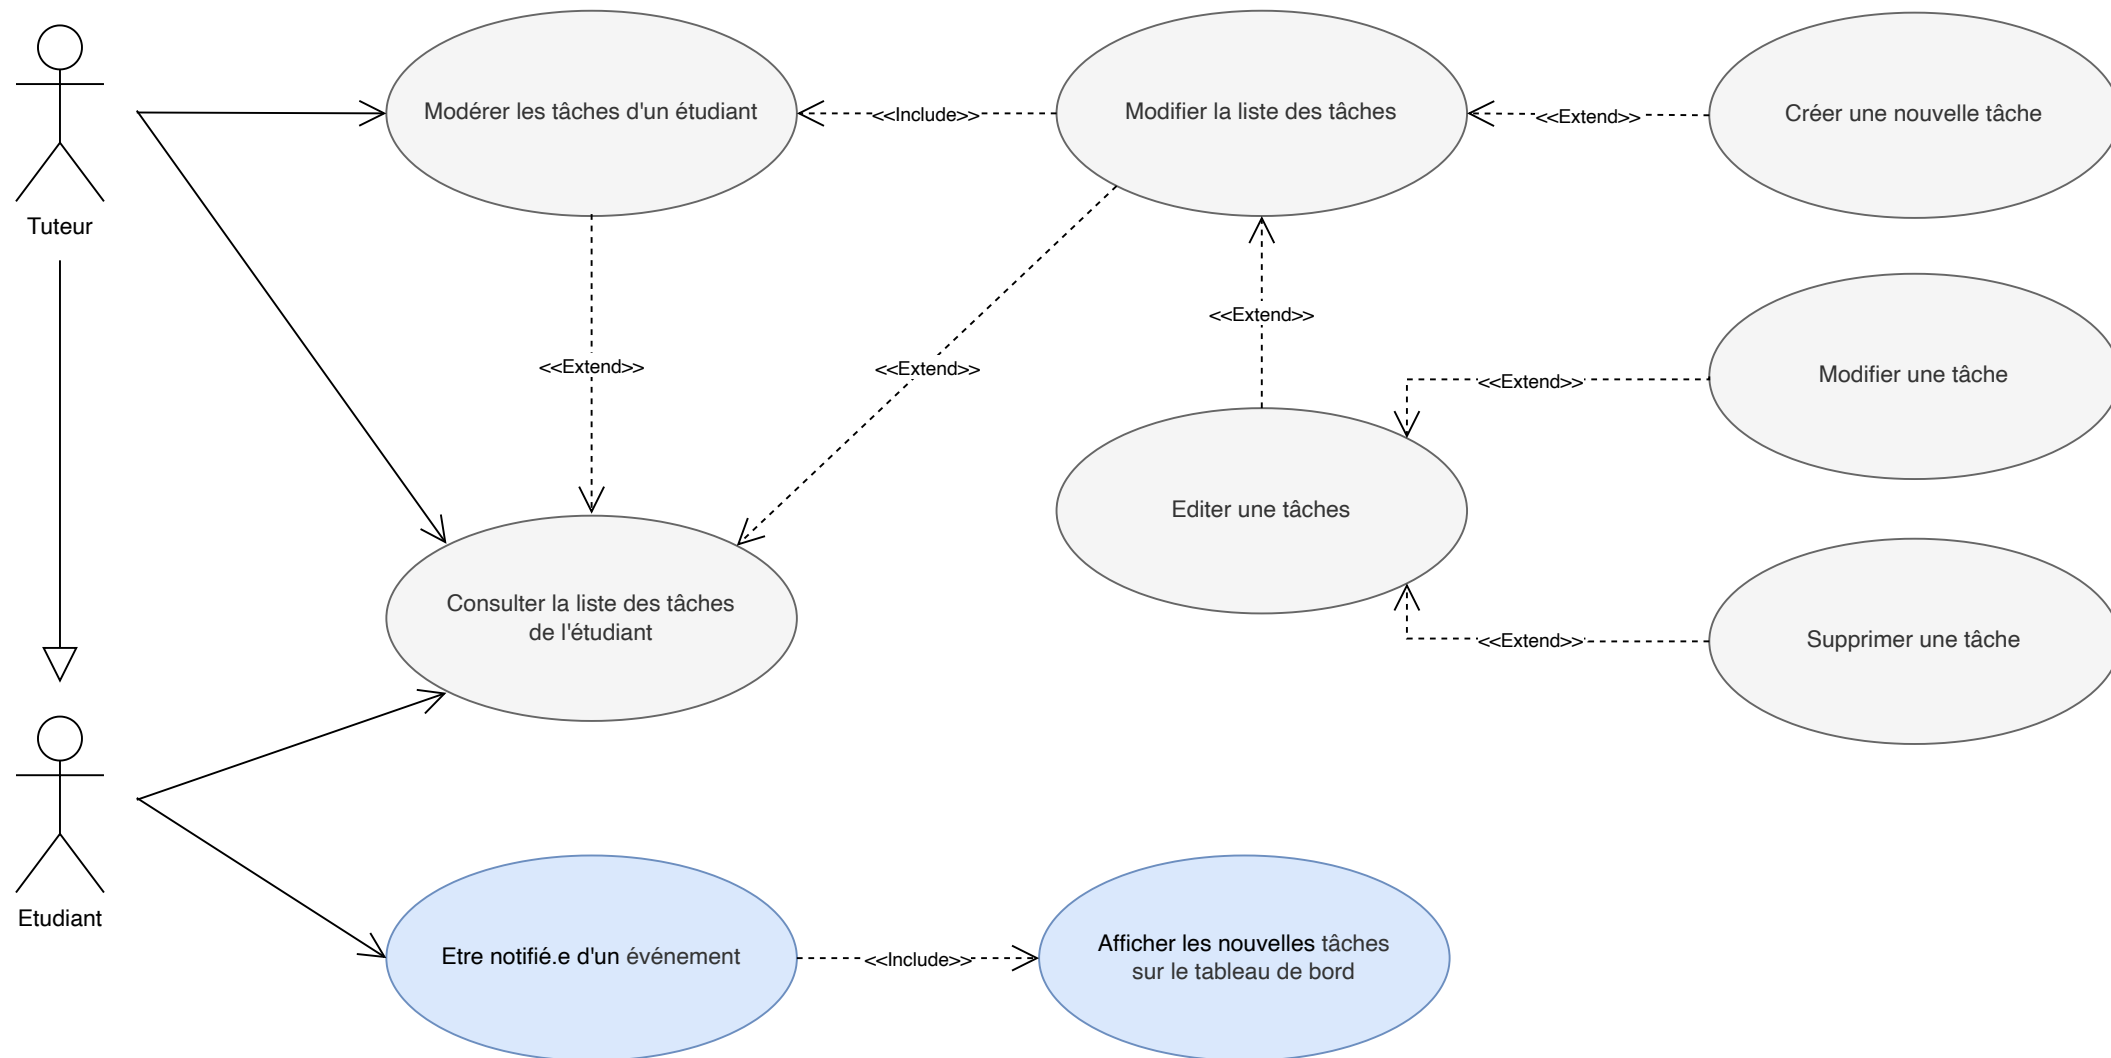 Modérer les tâches d'un étudiant
<<Include>>
Modifier la liste des tâches
<<Extend>>
Créer une nouvelle tâche
Tuteur
<<Extend>>
<<Extend>>
<<Extend>>
<<Extend>>
Modifier une tâche
Editer une tâches
Consulter la liste des tâches
de l'étudiant
<<Extend>>
Supprimer une tâche
Etudiant
Etre notifié.e d'un événement
<<Include>>
Afficher les nouvelles tâches
sur le tableau de bord